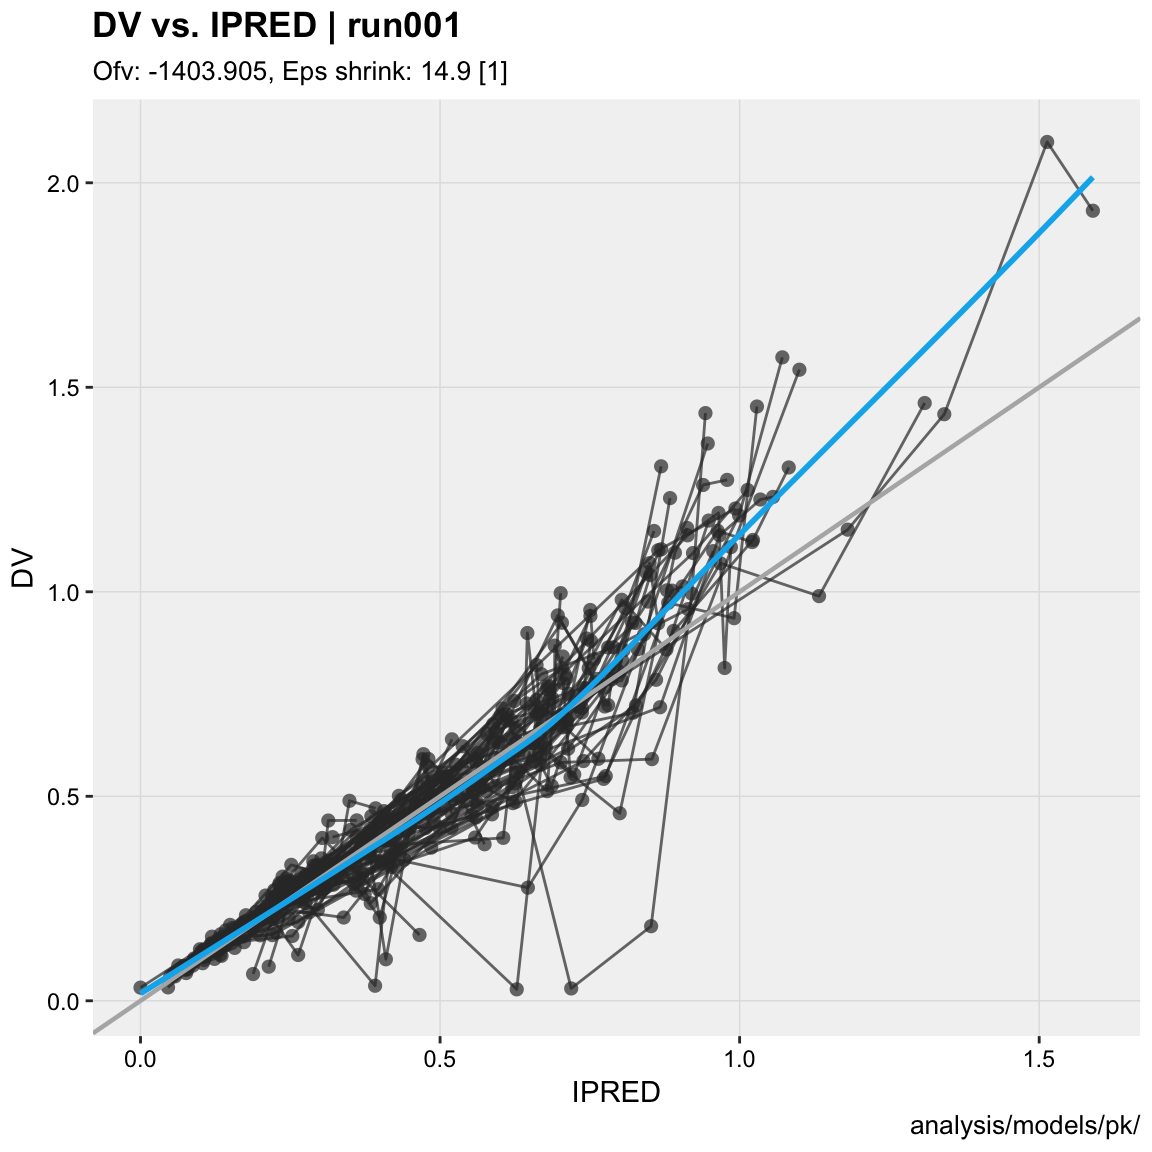 DV vs. IPRED | run001
Ofv: -1403.905, Eps shrink: 14.9 [1]
DV
2.0
1.5
1.0
0.5
0.0
0.0 0.5 1.0 1.5
IPRED
analysis/models/pk/